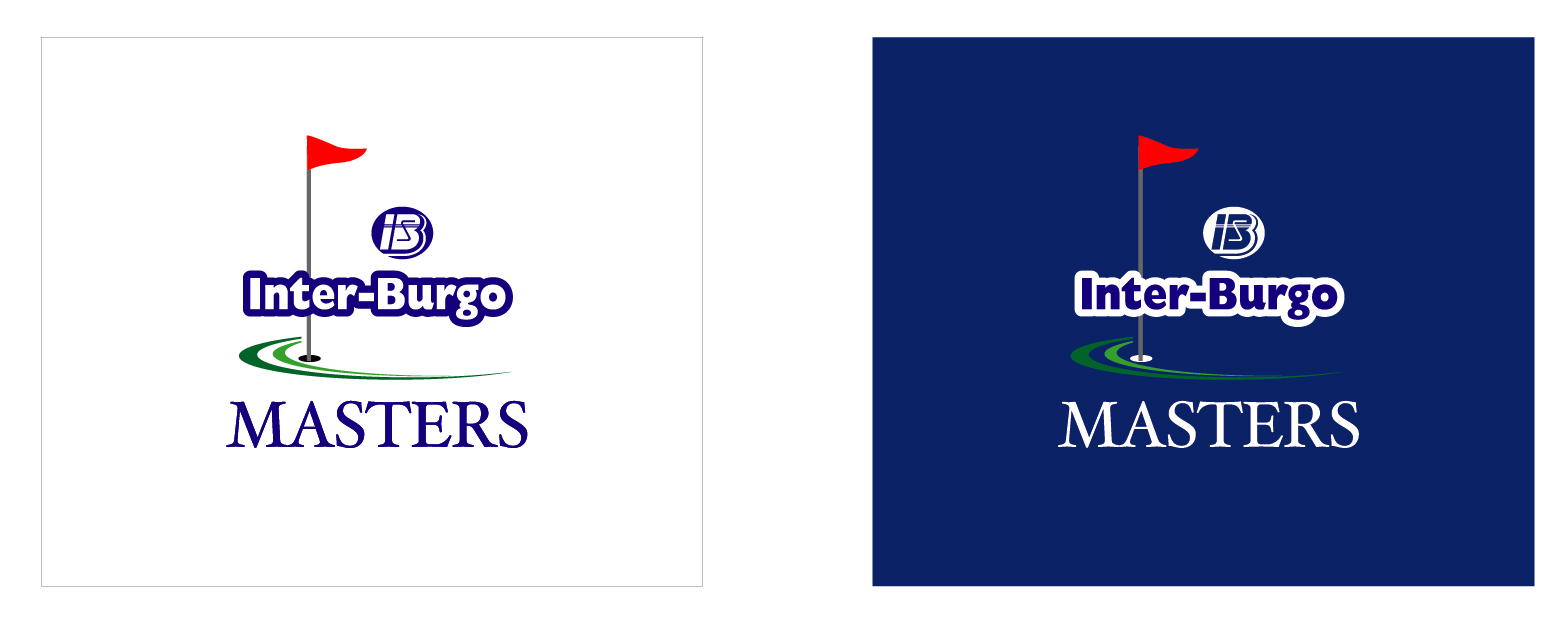 IB
Inter-Burgo
MASTERS
IB
Inter-Burgo
MASTERS